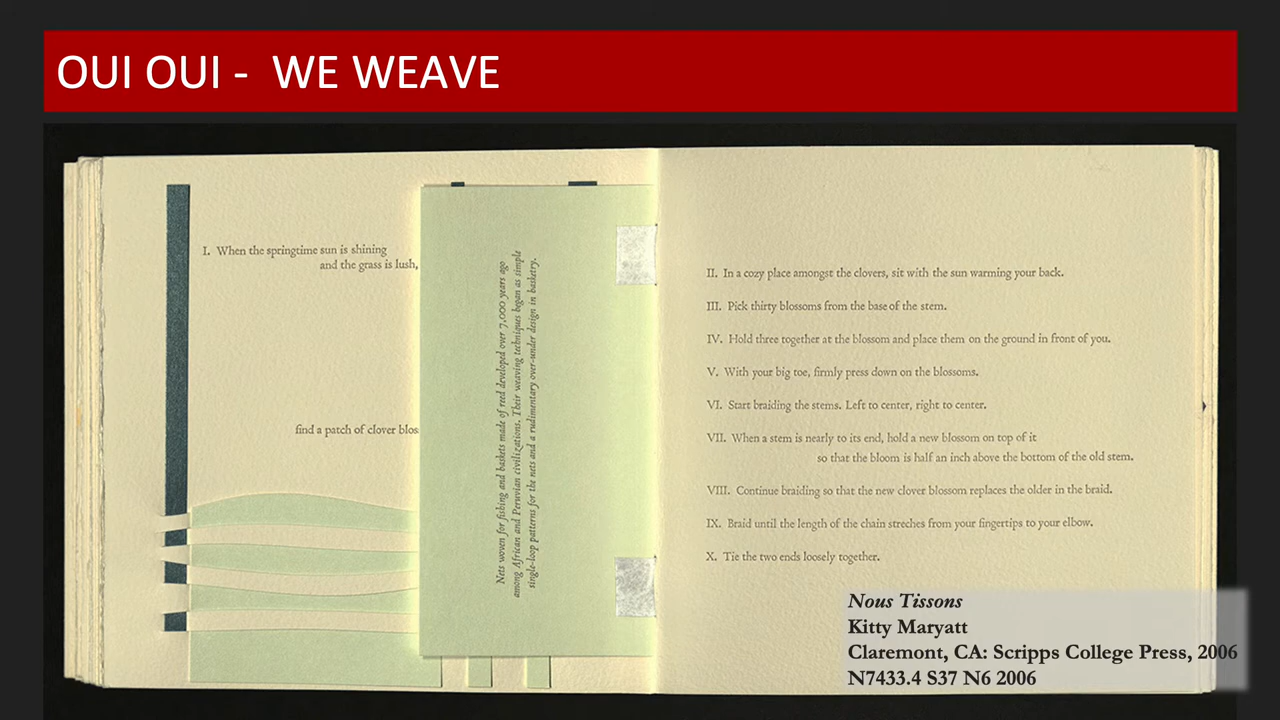 OUI OUI - WE WEAVE
I. When the springtime sun is shining
and the grass is lush,
find a patch of clover blos
Nets woven for fishing and baskets made of reed developed over 7,000 years ago
among African and Peruvian civilizations. Their weaving techniques began as simple
single-loop patterns for the nets and a rudimentary over-under design in basketry.
II. In a cozy place amongst the clovers, sit with the sun warming your back.
III. Pick thirty blossoms from the base of the stem.
IV. Hold three together at the blossom and place them on the ground in front of you.
V. With your big toe, firmly press down on the blossoms.
VI. Start braiding the stems. Left to center, right to center.
VII. When a stem is nearly to its end, hold a new blossom on top of it
so that the bloom is half an inch above the bottom of the old stem.
VIII. Continue braiding so that the new clover blossom replaces the older in the braid.
IX. Braid until the length of the chain streches from your fingertips to your elbow.
X. Tie the two ends loosely together.
Nous Tissons
Kitty Maryatt
Claremont, CA: Scripps College Press, 2006
N7433.4 S37 N6 2006